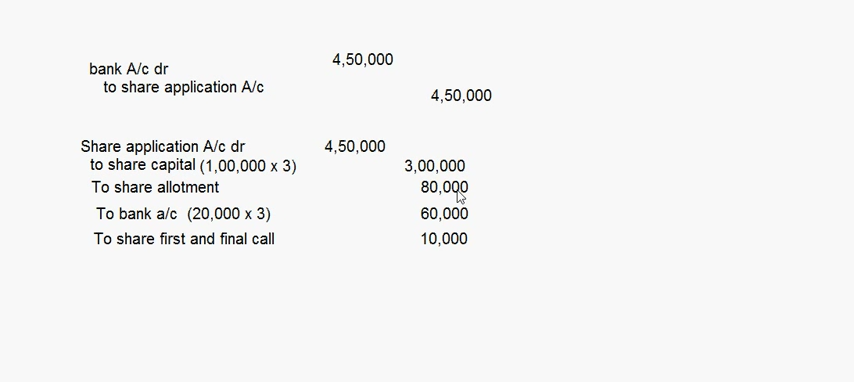 bank A/c dr 4,50,000
to share application A/c 4,50,000
Share application A/c dr 4,50,000
to share capital (1,00,000 x 3) 3,00,000
To share allotment 80,000
To bank a/c (20,000 x 3) 60,000
To share first and final call 10,000